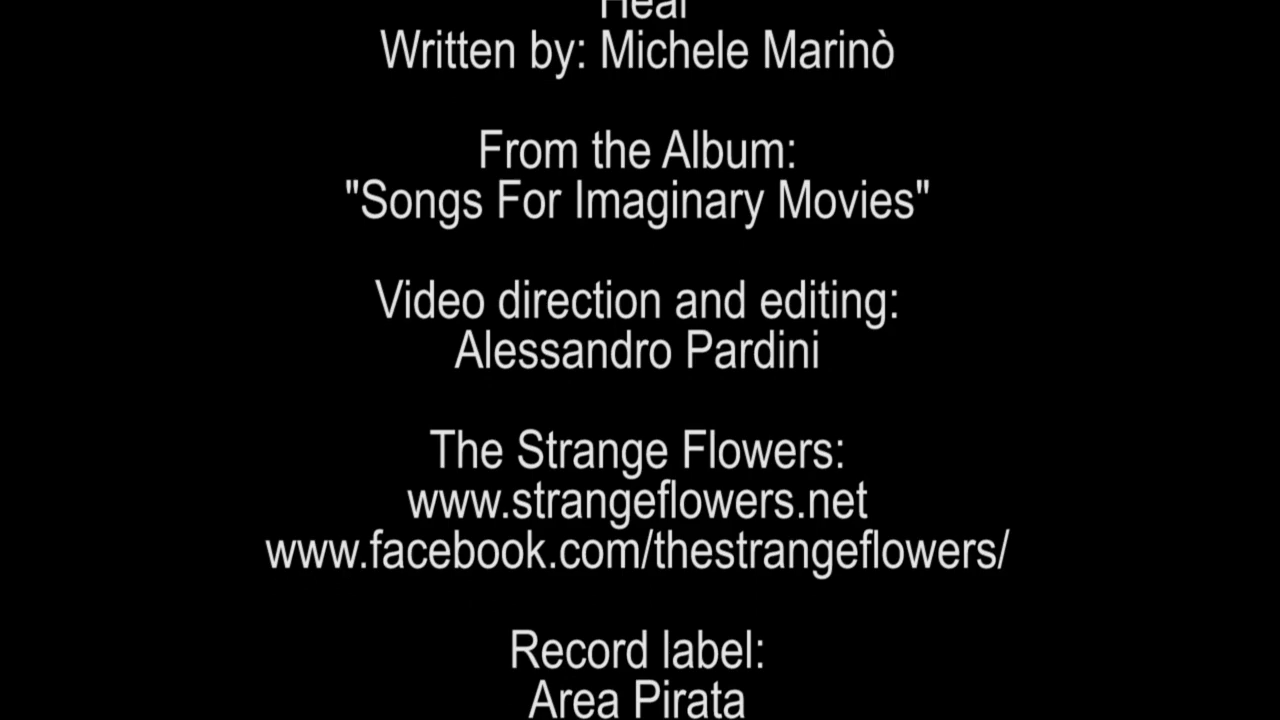 Written by: Michele Marinò
From the Album:
"Songs For Imaginary Movies"
Video direction and editing:
Alessandro Pardini
The Strange Flowers:
www.strangeflowers.net
www.facebook.com/thestrangeflowers/
Record label:
Area Pirata